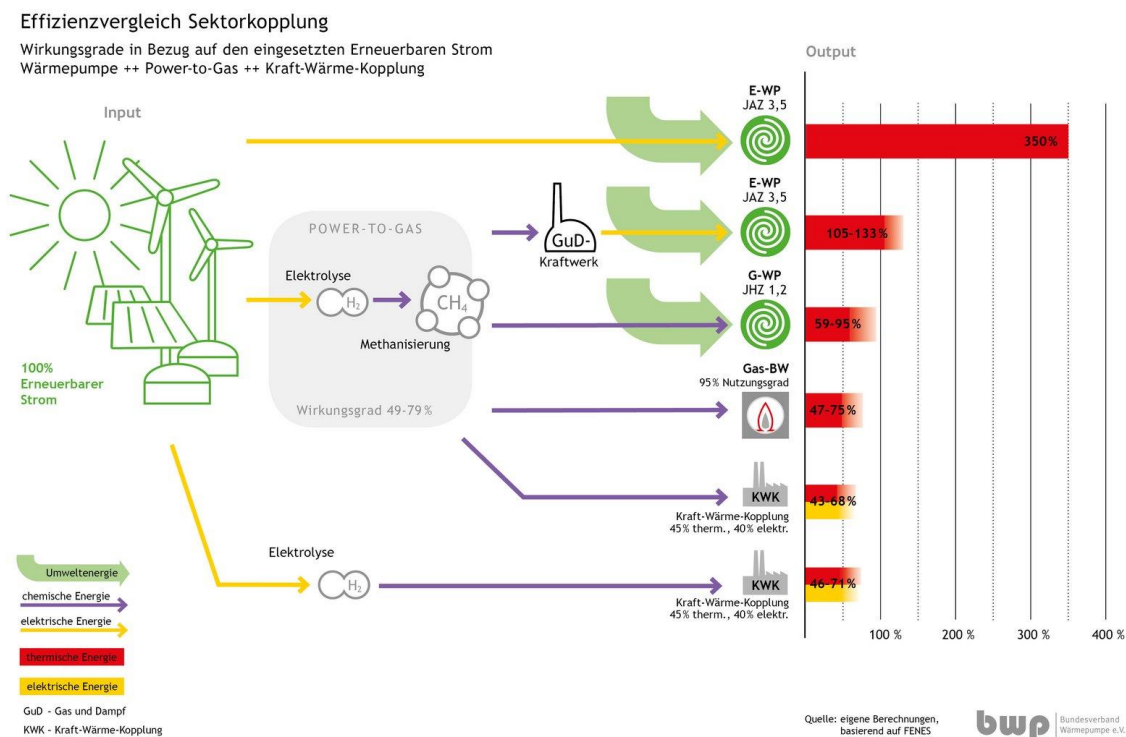 Effizienzvergleich Sektorkopplung
Wirkungsgrade in Bezug auf den eingesetzten Erneuerbaren Strom
Wärmepumpe ++ Power-to-Gas ++ Kraft-Wärme-Kopplung
Input
Output
100%
Erneuerbarer
Strom
POWER-TO-GAS
Elektrolyse
H2
CH4
Methanisierung
Wirkungsgrad 49-79%
GuD-
Kraftwerk
E-WP
JAZ 3,5
350%
E-WP
JAZ 3,5
105-133%
G-WP
JHZ 1,2
59-95%
Gas-BW
95% Nutzungsgrad
47-75%
KWK
Kraft-Wärme-Kopplung
45% therm., 40% elektr.
43-68%
Elektrolyse
H2
KWK
Kraft-Wärme-Kopplung
45% therm., 40% elektr.
46-71%
100 %
200 %
300 %
400 %
Umweltenergie
chemische Energie
elektrische Energie
thermische Energie
elektrische Energie
GuD - Gas und Dampf
KWK - Kraft-Wärme-Kopplung
Quelle: eigene Berechnungen,
basierend auf FENES
bwp
Bundesverband
Wärmepumpe e.V.